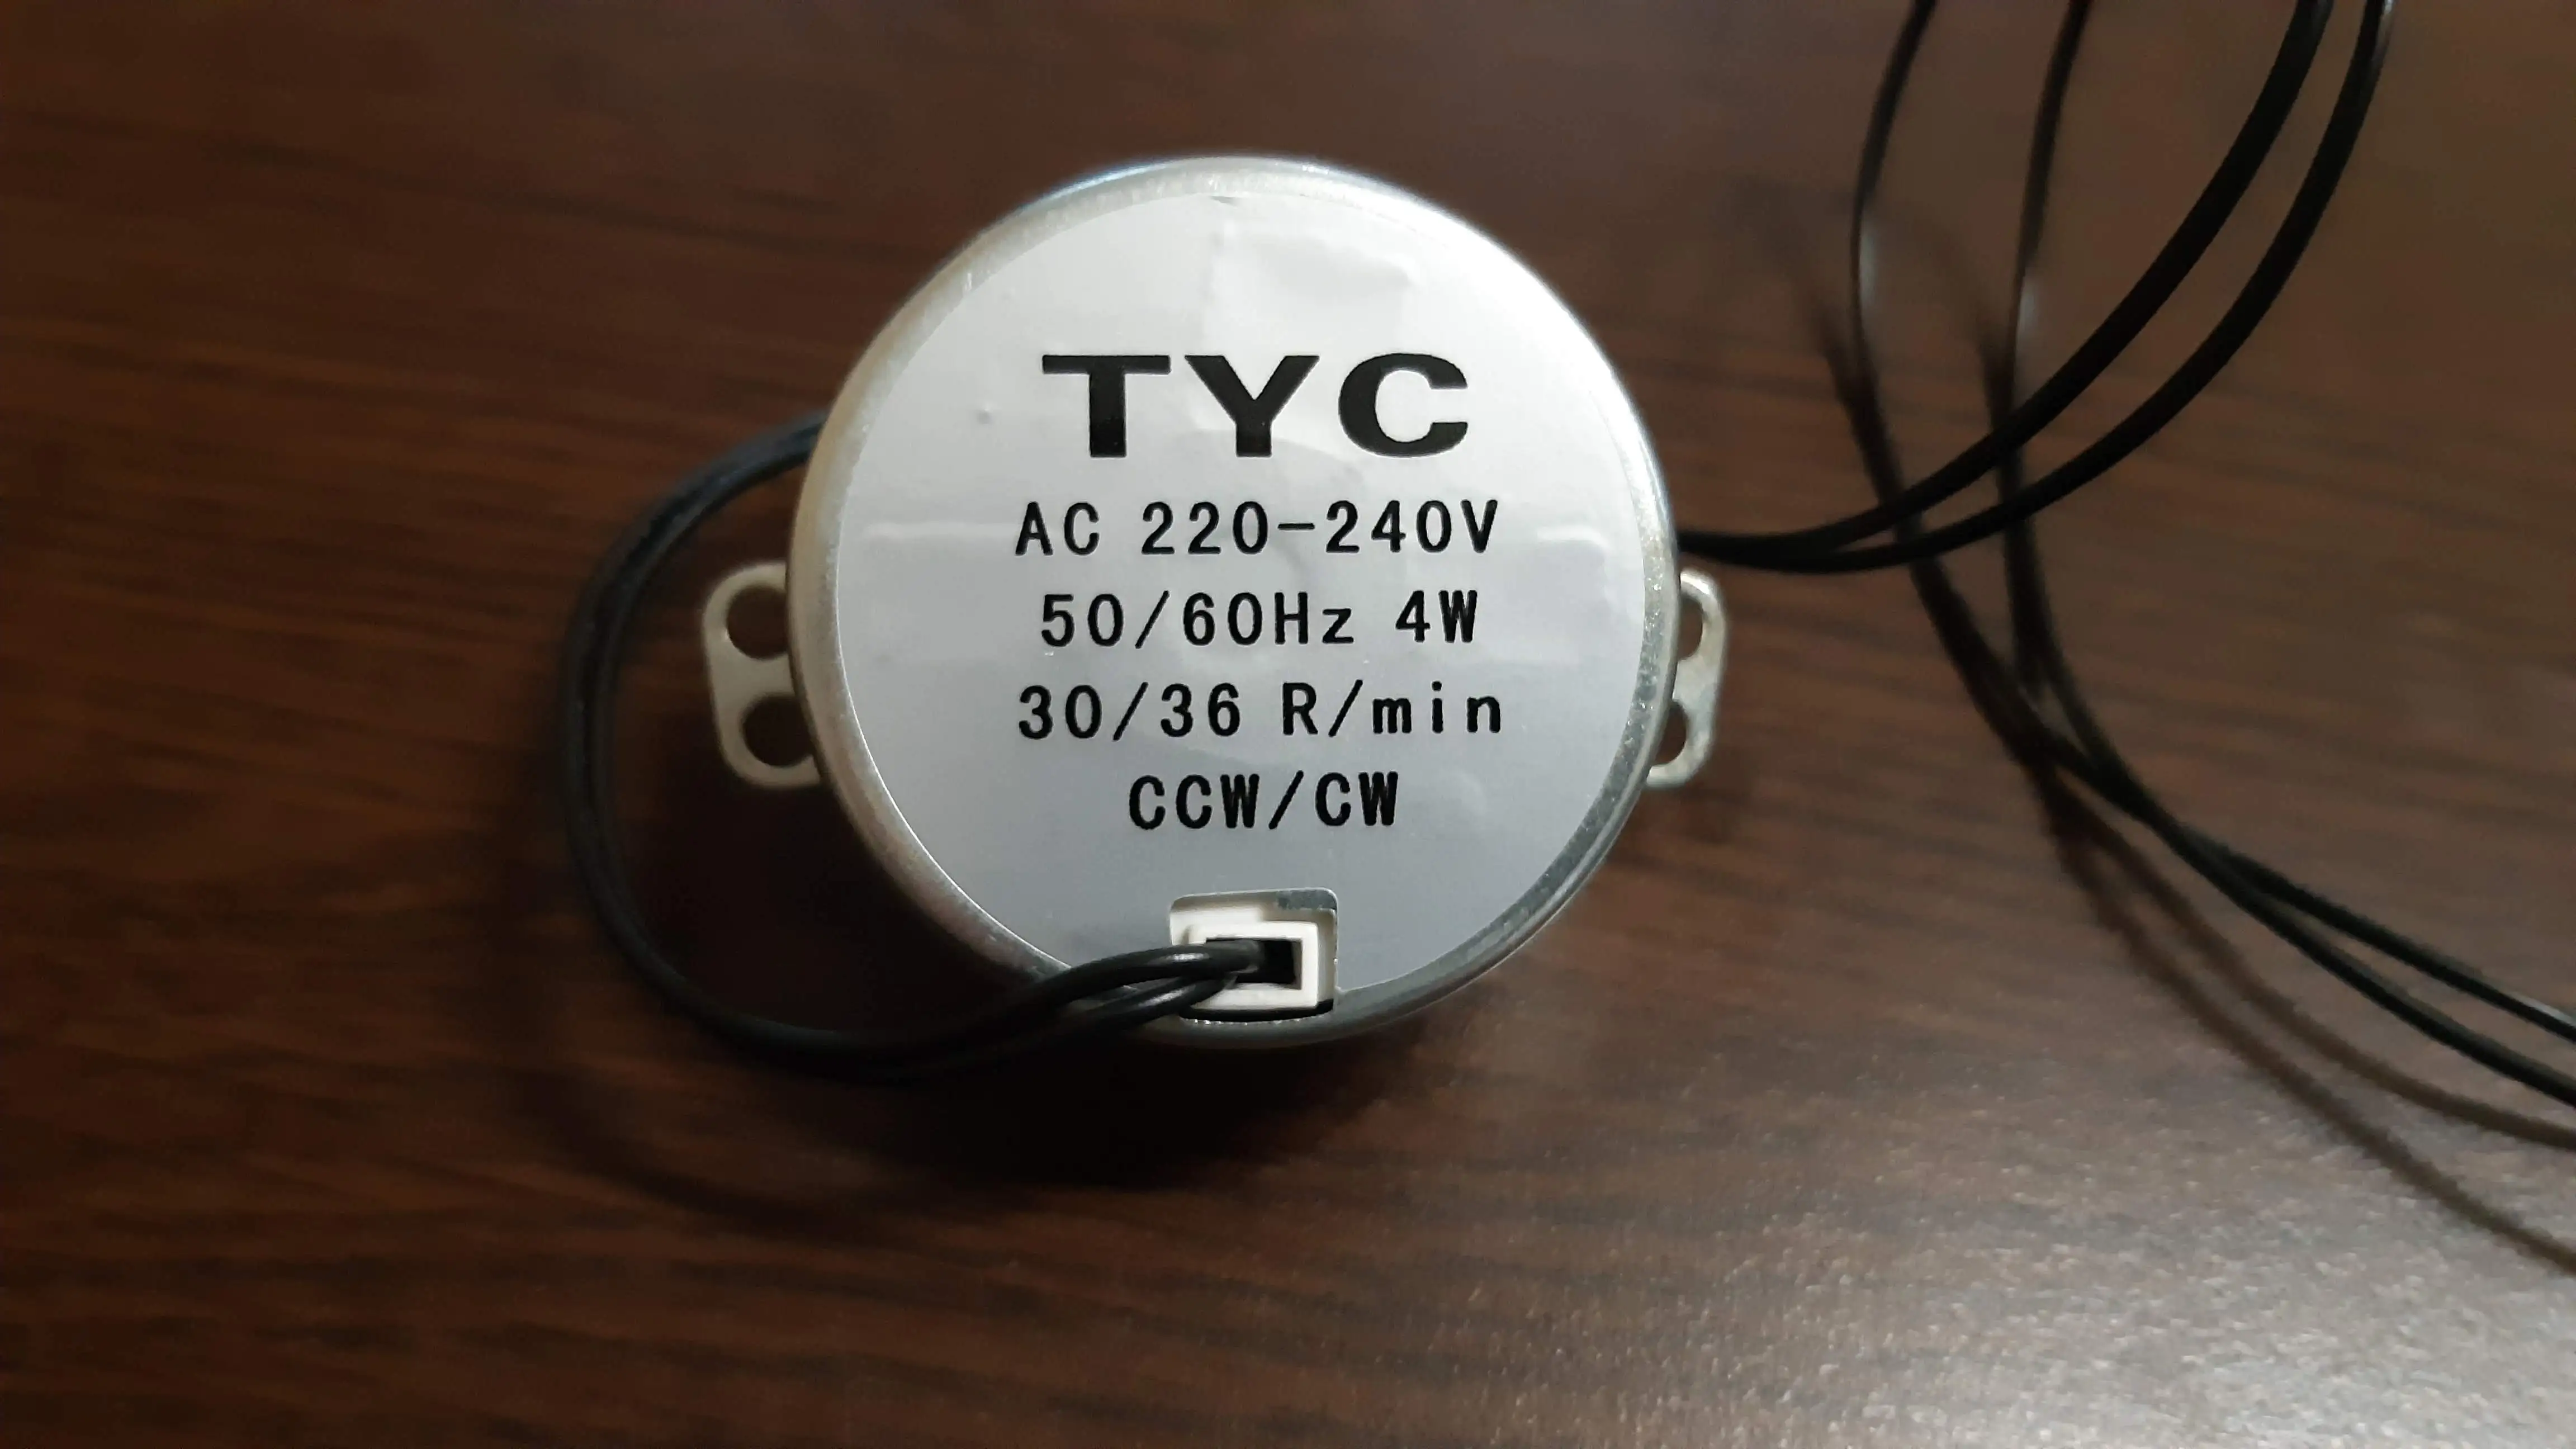 TYC
AC 220-240V
50/60Hz 4W
30/36 R/min
CCW/CW